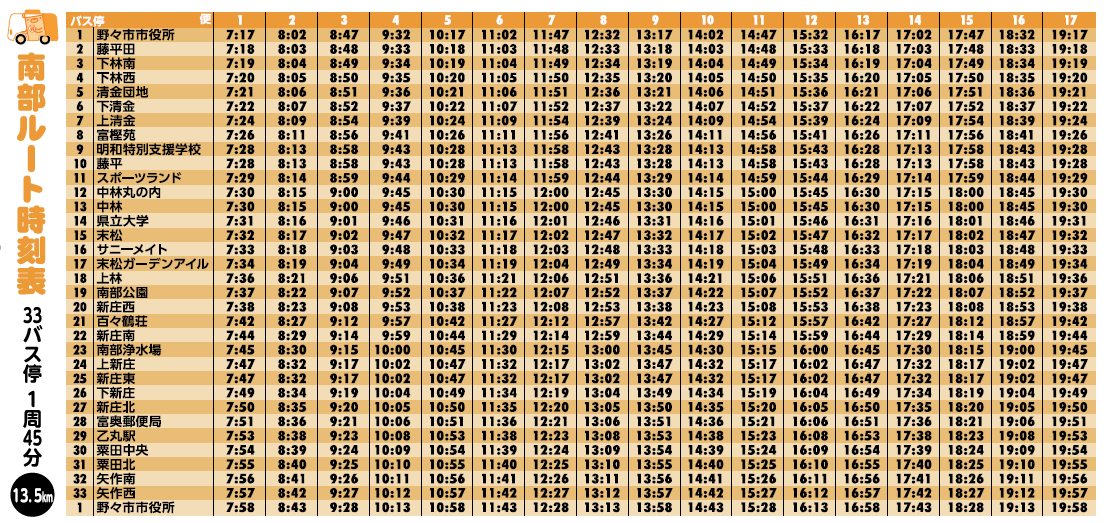 南部ルート時刻表
33バス停 1周45分
13.5km
バス停 便 1 2 3 4 5 6 7 8 9 10 11 12 13 14 15 16 17
1 野々市市役所 7:17 8:02 8:47 9:32 10:17 11:02 11:47 12:32 13:17 14:02 14:47 15:32 16:17 17:02 17:47 18:32 19:17
2 藤平田 7:18 8:03 8:48 9:33 10:18 11:03 11:48 12:33 13:18 14:03 14:48 15:33 16:18 17:03 17:48 18:33 19:18
3 下林南 7:19 8:04 8:49 9:34 10:19 11:04 11:49 12:34 13:19 14:04 14:49 15:34 16:19 17:04 17:49 18:34 19:19
4 下林西 7:20 8:05 8:50 9:35 10:20 11:05 11:50 12:35 13:20 14:05 14:50 15:35 16:20 17:05 17:50 18:35 19:20
5 清金団地 7:21 8:06 8:51 9:36 10:21 11:06 11:51 12:36 13:21 14:06 14:51 15:36 16:21 17:06 17:51 18:36 19:21
6 下清金 7:22 8:07 8:52 9:37 10:22 11:07 11:52 12:37 13:22 14:07 14:52 15:37 16:22 17:07 17:52 18:37 19:22
7 上清金 7:24 8:09 8:54 9:39 10:24 11:09 11:54 12:39 13:24 14:09 14:54 15:39 16:24 17:09 17:54 18:39 19:24
8 富樫苑 7:26 8:11 8:56 9:41 10:26 11:11 11:56 12:41 13:26 14:11 14:56 15:41 16:26 17:11 17:56 18:41 19:26
9 明和特別支援学校 7:28 8:13 8:58 9:43 10:28 11:13 11:58 12:43 13:28 14:13 14:58 15:43 16:28 17:13 17:58 18:43 19:28
10 藤平 7:28 8:13 8:58 9:43 10:28 11:13 11:58 12:43 13:28 14:13 14:58 15:43 16:28 17:13 17:58 18:43 19:28
11 スポーツランド 7:29 8:14 8:59 9:44 10:29 11:14 11:59 12:44 13:29 14:14 14:59 15:44 16:29 17:14 17:59 18:44 19:29
12 中林丸の内 7:30 8:15 9:00 9:45 10:30 11:15 12:00 12:45 13:30 14:15 15:00 15:45 16:30 17:15 18:00 18:45 19:30
13 中林 7:30 8:15 9:00 9:45 10:30 11:15 12:00 12:45 13:30 14:15 15:00 15:45 16:30 17:15 18:00 18:45 19:30
14 県立大学 7:31 8:16 9:01 9:46 10:31 11:16 12:01 12:46 13:31 14:16 15:01 15:46 16:31 17:16 18:01 18:46 19:31
15 末松 7:32 8:17 9:02 9:47 10:32 11:17 12:02 12:47 13:32 14:17 15:02 15:47 16:32 17:17 18:02 18:47 19:32
16 サニーメイト 7:33 8:18 9:03 9:48 10:33 11:18 12:03 12:48 13:33 14:18 15:03 15:48 16:33 17:18 18:03 18:48 19:33
17 末松ガーデンアイル 7:34 8:19 9:04 9:49 10:34 11:19 12:04 12:49 13:34 14:19 15:04 15:49 16:34 17:19 18:04 18:49 19:34
18 上林 7:36 8:21 9:06 9:51 10:36 11:21 12:06 12:51 13:36 14:21 15:06 15:51 16:36 17:21 18:06 18:51 19:36
19 南部公園 7:37 8:22 9:07 9:52 10:37 11:22 12:07 12:52 13:37 14:22 15:07 15:52 16:37 17:22 18:07 18:52 19:37
20 新庄西 7:38 8:23 9:08 9:53 10:38 11:23 12:08 12:53 13:38 14:23 15:08 15:53 16:38 17:23 18:08 18:53 19:38
21 百々鶴荘 7:42 8:27 9:12 9:57 10:42 11:27 12:12 12:57 13:42 14:27 15:12 15:57 16:42 17:27 18:12 18:57 19:42
22 新庄南 7:44 8:29 9:14 9:59 10:44 11:29 12:14 12:59 13:44 14:29 15:14 15:59 16:44 17:29 18:14 18:59 19:44
23 南部浄水場 7:45 8:30 9:15 10:00 10:45 11:30 12:15 13:00 13:45 14:30 15:15 16:00 16:45 17:30 18:15 19:00 19:45
24 上新庄 7:47 8:32 9:17 10:02 10:47 11:32 12:17 13:02 13:47 14:32 15:17 16:02 16:47 17:32 18:17 19:02 19:47
25 新庄東 7:47 8:32 9:17 10:02 10:47 11:32 12:17 13:02 13:47 14:32 15:17 16:02 16:47 17:32 18:17 19:02 19:47
26 下新庄 7:49 8:34 9:19 10:04 10:49 11:34 12:19 13:04 13:49 14:34 15:19 16:04 16:49 17:34 18:19 19:04 19:49
27 新庄北 7:50 8:35 9:20 10:05 10:50 11:35 12:20 13:05 13:50 14:35 15:20 16:05 16:50 17:35 18:20 19:05 19:50
28 富奥郵便局 7:51 8:36 9:21 10:06 10:51 11:36 12:21 13:06 13:51 14:36 15:21 16:06 16:51 17:36 18:21 19:06 19:51
29 乙丸駅 7:53 8:38 9:23 10:08 10:53 11:38 12:23 13:08 13:53 14:38 15:23 16:08 16:53 17:38 18:23 19:08 19:53
30 粟田中央 7:54 8:39 9:24 10:09 10:54 11:39 12:24 13:09 13:54 14:39 15:24 16:09 16:54 17:39 18:24 19:09 19:54
31 粟田北 7:55 8:40 9:25 10:10 10:55 11:40 12:25 13:10 13:55 14:40 15:25 16:10 16:55 17:40 18:25 19:10 19:55
32 矢作南 7:56 8:41 9:26 10:11 10:56 11:41 12:26 13:11 13:56 14:41 15:26 16:11 16:56 17:41 18:26 19:11 19:56
33 矢作西 7:57 8:42 9:27 10:12 10:57 11:42 12:27 13:12 13:57 14:42 15:27 16:12 16:57 17:42 18:27 19:12 19:57
1 野々市市役所 7:58 8:43 9:28 10:13 10:58 11:43 12:28 13:13 13:58 14:43 15:28 16:13 16:58 17:43 18:28 19:13 19:58